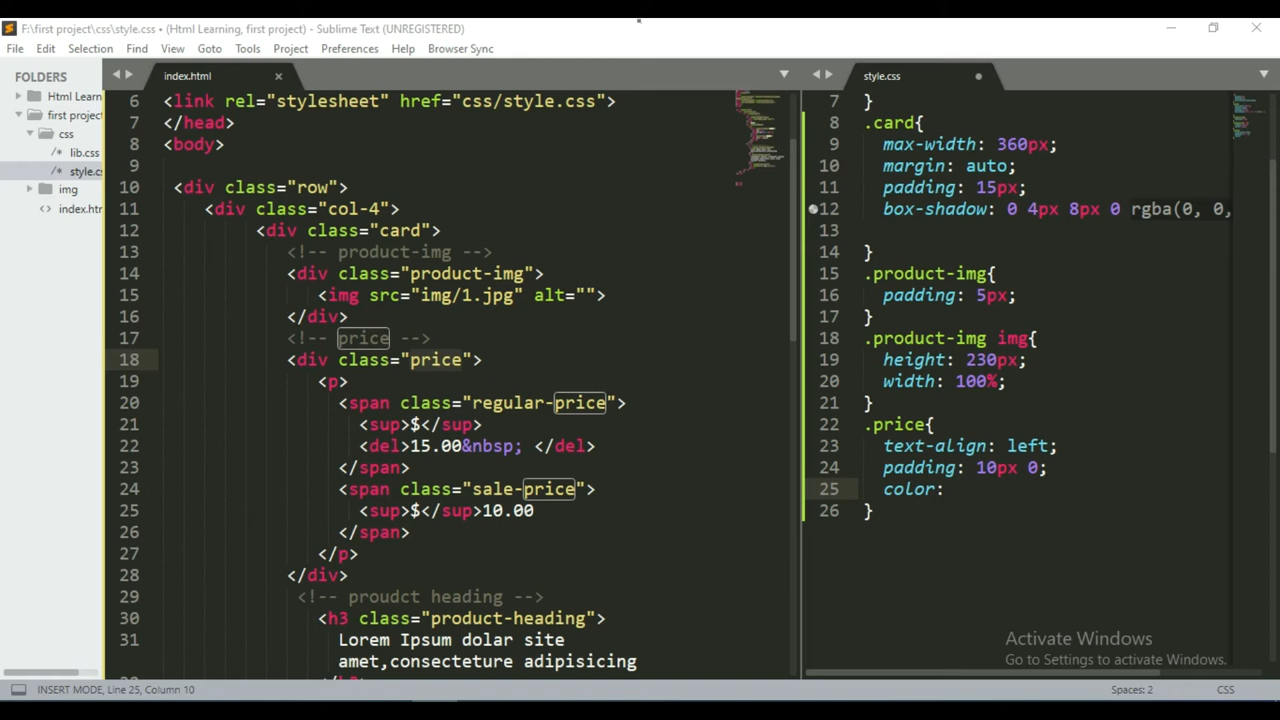 F:\first project\css\style.css • (Html Learning, first project) - Sublime Text (UNREGISTERED)
File Edit Selection Find View Goto Tools Project Preferences Help Browser Sync
FOLDERS
Html Learn
first project
css
/* lib.css
/* style.cs
img
<> index.htm
index.html
6 <link rel="stylesheet" href="css/style.css">
7 </head>
8 <body>
9
10 <div class="row">
11 <div class="col-4">
12 <div class="card">
13 <!-- product-img -->
14 <div class="product-img">
15 <img src="img/1.jpg" alt="">
16 </div>
17 <!-- price -->
18 <div class="price">
19 <p>
20 <span class="regular-price">
21 <sup>$</sup>
22 <del>15.00&nbsp; </del>
23 </span>
24 <span class="sale-price">
25 <sup>$</sup>10.00
26 </span>
27 </p>
28 </div>
29 <!-- proudct heading -->
30 <h3 class="product-heading">
31 Lorem Ipsum dolar site
amet,consecteture adipisicing
style.css
7 }
8 .card{
9 max-width: 360px;
10 margin: auto;
11 padding: 15px;
12 box-shadow: 0 4px 8px 0 rgba(0, 0,
13
14 }
15 .product-img{
16 padding: 5px;
17 }
18 .product-img img{
19 height: 230px;
20 width: 100%;
21 }
22 .price{
23 text-align: left;
24 padding: 10px 0;
25 color:
26 }
Activate Windows
Go to Settings to activate Windows.
INSERT MODE, Line 25, Column 10
Spaces: 2
CSS